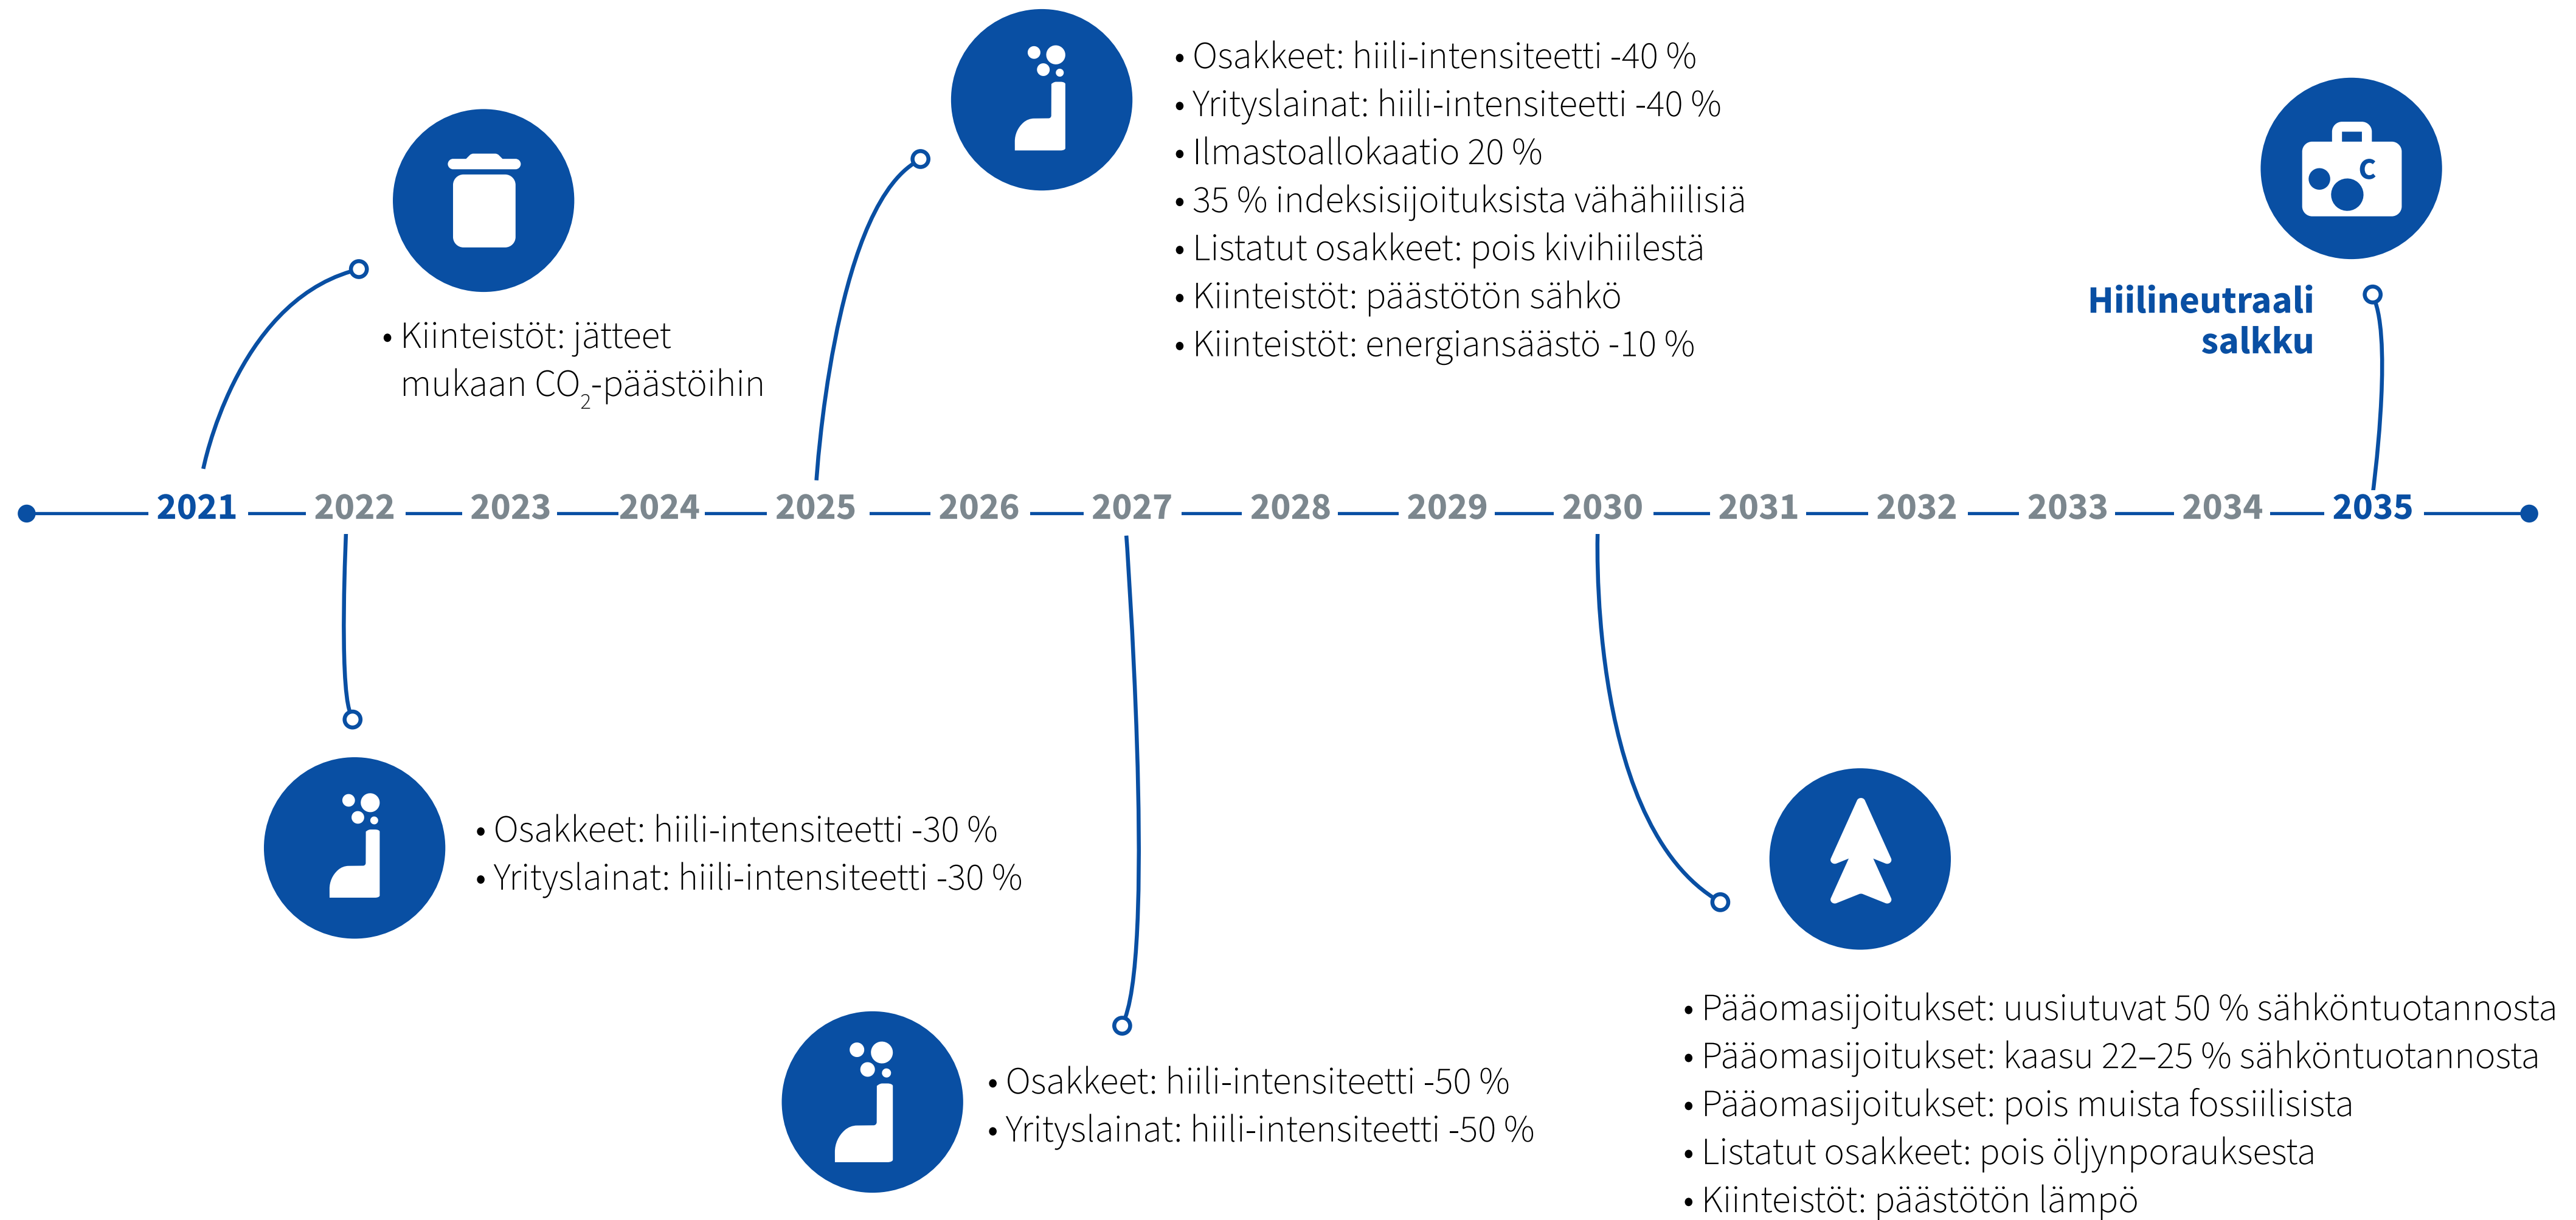 • Osakkeet: hiili-intensiteetti -40 %
• Yrityslainat: hiili-intensiteetti -40 %
• Ilmastoallokaatio 20 %
• 35 % indeksisijoituksista vähähiilisiä
• Listatut osakkeet: pois kivihiilestä
• Kiinteistöt: päästötön sähkö
• Kiinteistöt: energiansäästö -10 %
• Kiinteistöt: jätteet
mukaan CO₂-päästöihin
C
Hiilineutraali
salkku
2021 2022 2023 2024 2025 2026 2027 2028 2029 2030 2031 2032 2033 2034 2035
• Osakkeet: hiili-intensiteetti -30 %
• Yrityslainat: hiili-intensiteetti -30 %
• Osakkeet: hiili-intensiteetti -50 %
• Yrityslainat: hiili-intensiteetti -50 %
• Pääomasijoitukset: uusiutuvat 50 % sähköntuotannosta
• Pääomasijoitukset: kaasu 22–25 % sähköntuotannosta
• Pääomasijoitukset: pois muista fossiilisista
• Listatut osakkeet: pois öljynporauksesta
• Kiinteistöt: päästötön lämpö